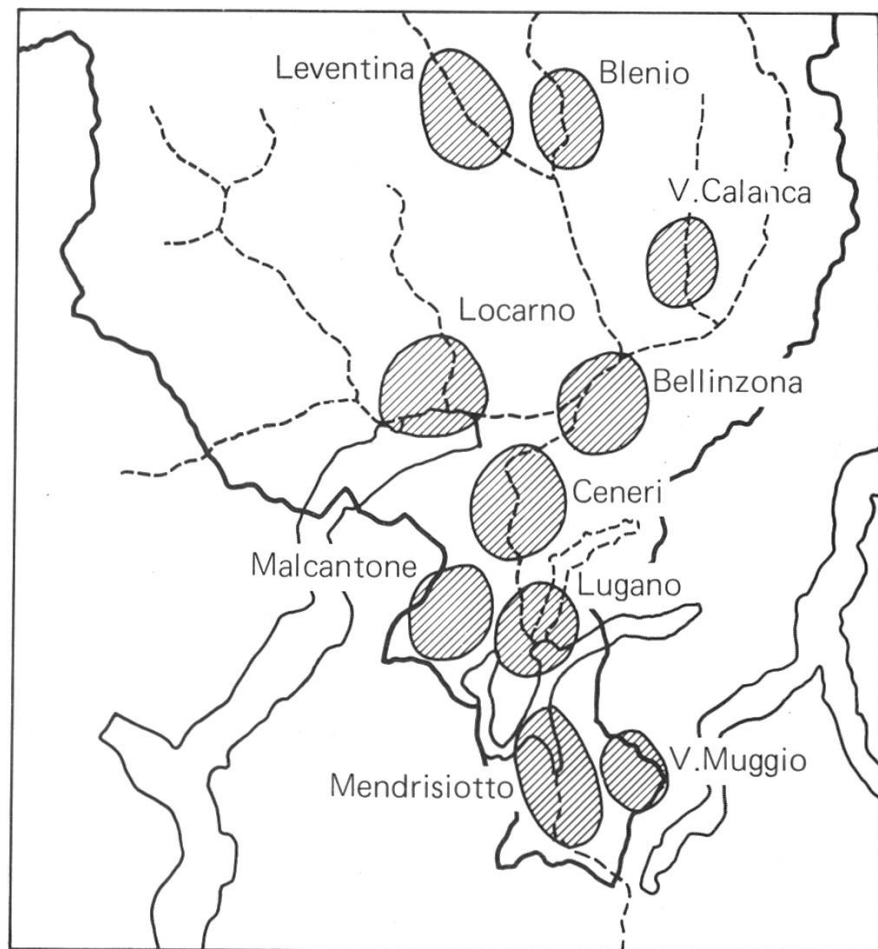 Leventina
Blenio
V.Calanca
Locarno
Bellinzona
Ceneri
Malcantone
Lugano
Mendrisiotto
V.Muggio